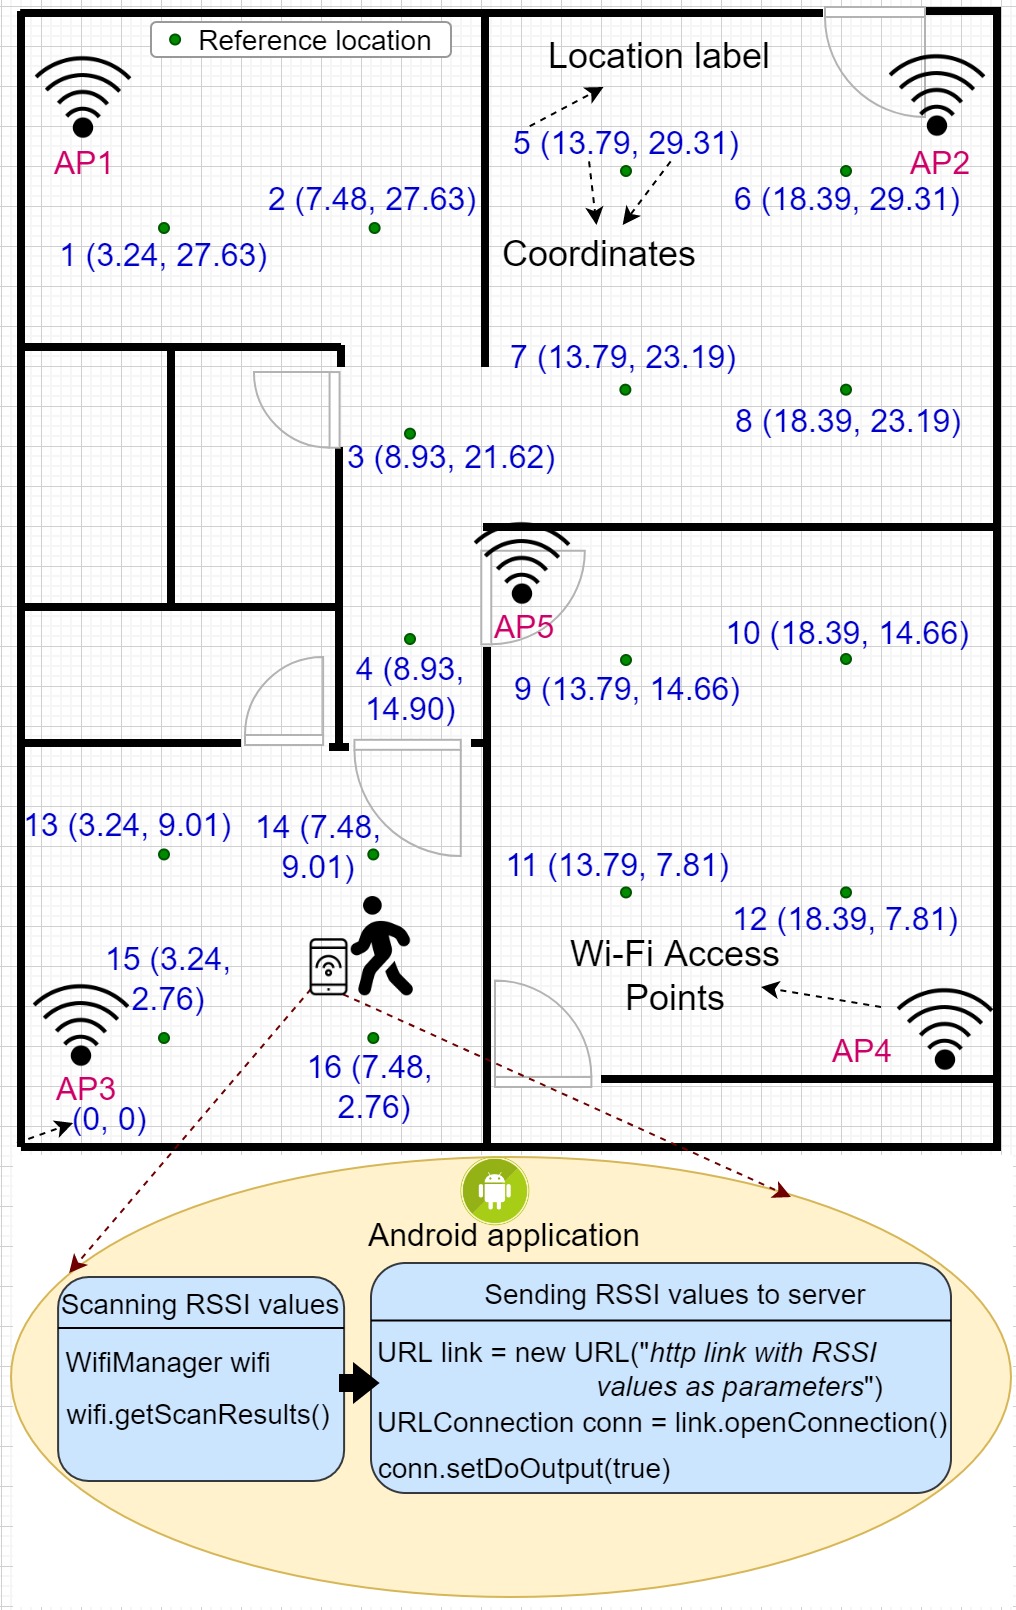 Reference location
Location label
AP1
AP2
5 (13.79, 29.31)
2 (7.48, 27.63)
6 (18.39, 29.31)
1 (3.24, 27.63)
Coordinates
7 (13.79, 23.19)
8 (18.39, 23.19)
3 (8.93, 21.62)
AP5
10 (18.39, 14.66)
4 (8.93,
14.90)
9 (13.79, 14.66)
13 (3.24, 9.01)
14 (7.48,
9.01)
11 (13.79, 7.81)
12 (18.39, 7.81)
15 (3.24,
2.76)
Wi-Fi Access
Points
AP4
AP3
16 (7.48,
2.76)
(0, 0)
Android application
Scanning RSSI values
WifiManager wifi
wifi.getScanResults()
Sending RSSI values to server
URL link = new URL("http link with RSSI
values as parameters")
URLConnection conn = link.openConnection()
conn.setDoOutput(true)